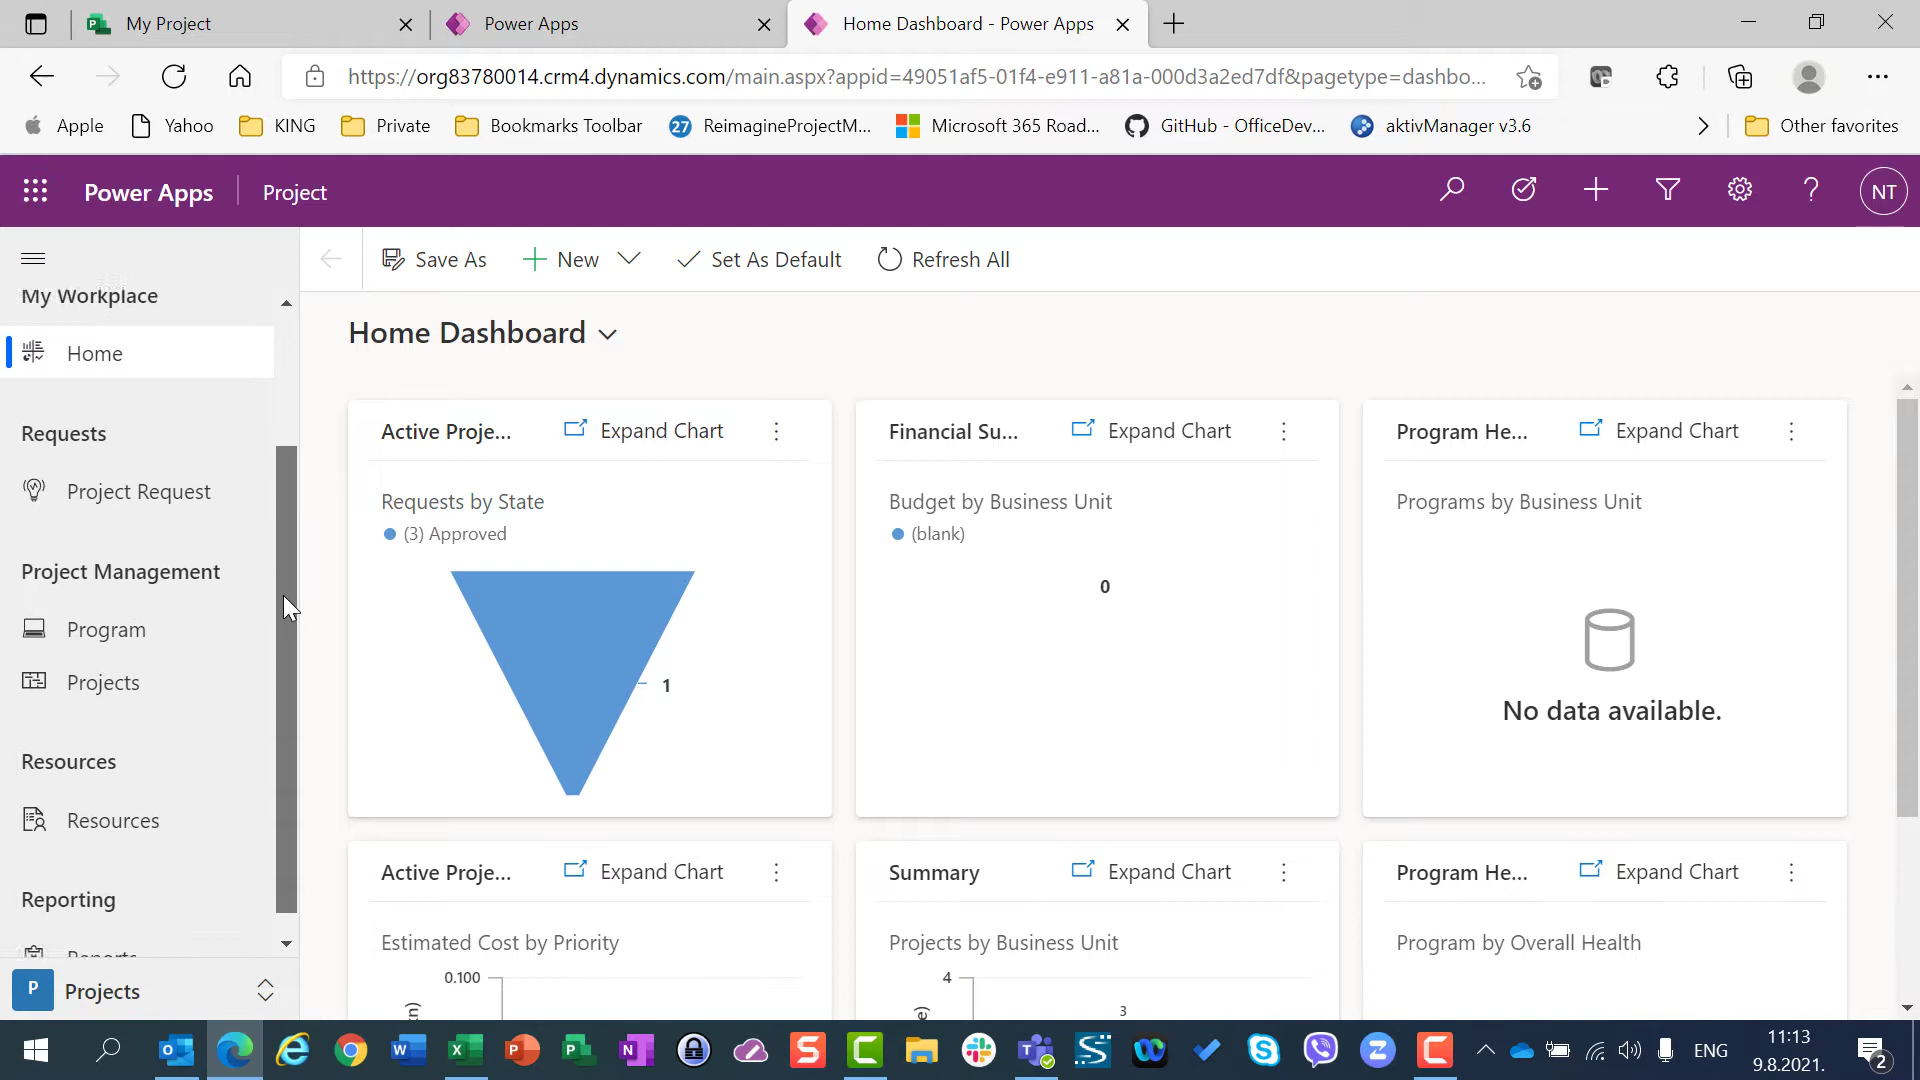 My Project
Power Apps
Home Dashboard - Power Apps
https://org83780014.crm4.dynamics.com/main.aspx?appid=49051af5-01f4-e911-a81a-000d3a2ed7df&pagetype=dashbo...
Apple
Yahoo
KING
Private
Bookmarks Toolbar
27
ReimagineProjectM...
Microsoft 365 Road...
GitHub - OfficeDev...
aktivManager v3.6
Other favorites
Power Apps
Project
NT
Save As
New
Set As Default
Refresh All
My Workplace
Home
Requests
Project Request
Project Management
Program
Projects
Resources
Resources
Reporting
Reports
P
Projects
Home Dashboard
Active Proje...
Expand Chart
Requests by State
(3) Approved
1
Financial Su...
Expand Chart
Budget by Business Unit
(blank)
0
Program He...
Expand Chart
Programs by Business Unit
No data available.
Active Proje...
Expand Chart
Estimated Cost by Priority
0.100
Summary
Expand Chart
Projects by Business Unit
4
3
Program He...
Expand Chart
Program by Overall Health
ENG
11:13
9.8.2021.
2